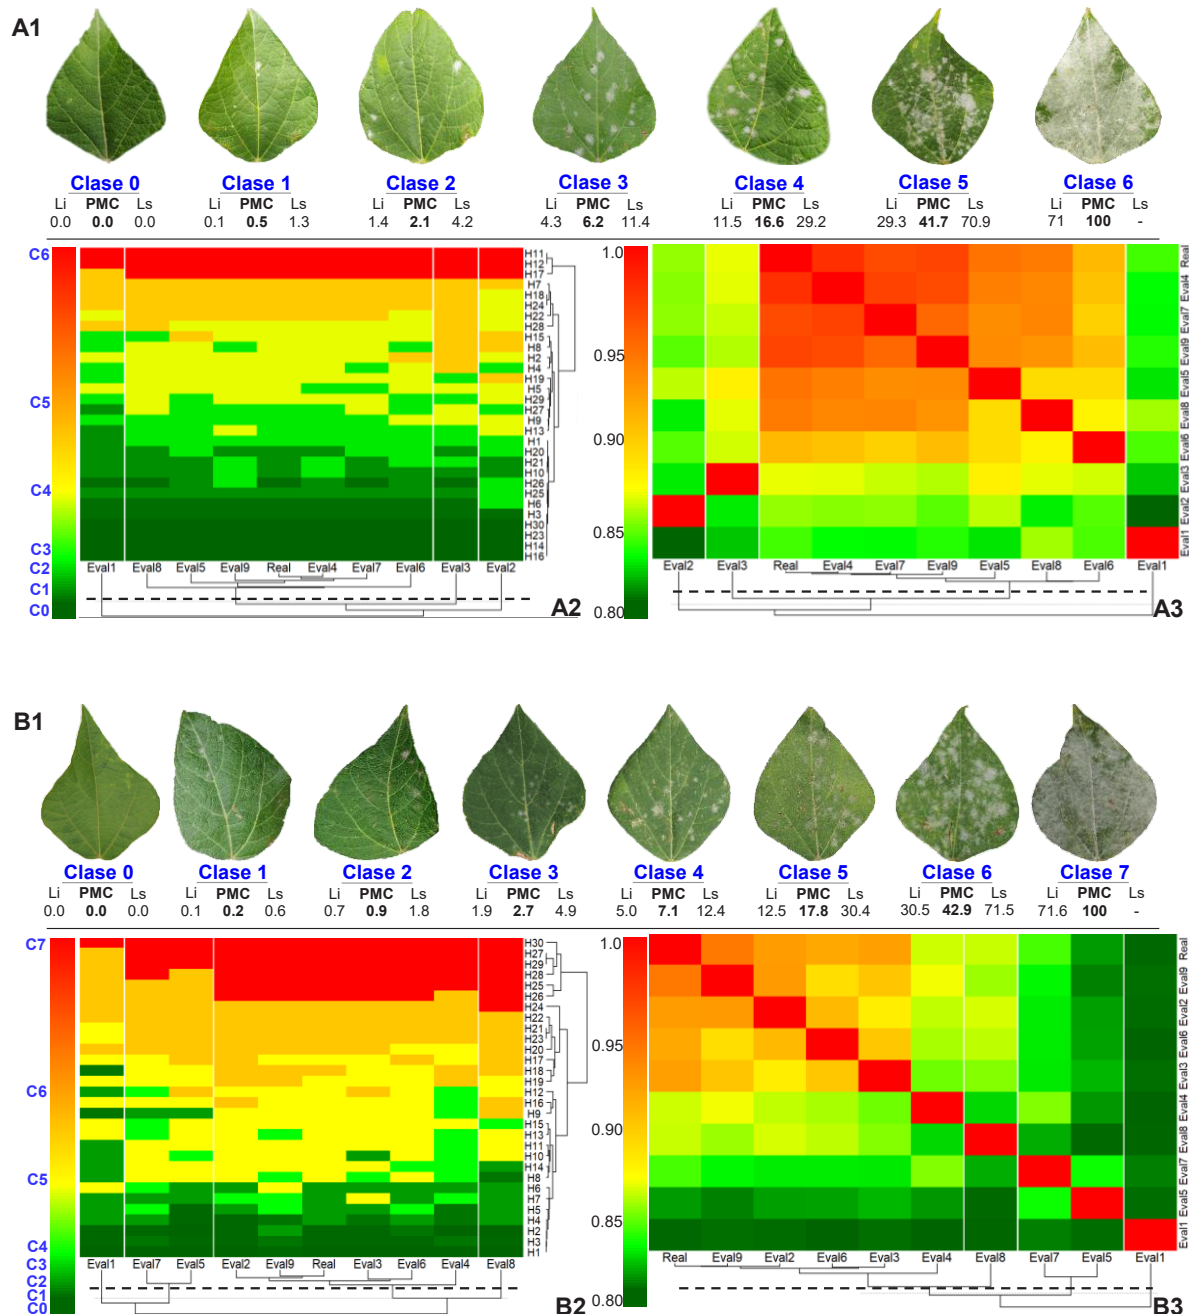 A1
Clase 0 Clase 1 Clase 2 Clase 3 Clase 4 Clase 5 Clase 6
Li PMC Ls Li PMC Ls Li PMC Ls Li PMC Ls Li PMC Ls Li PMC Ls Li PMC Ls
0.0 0.0 0.0 0.1 0.5 1.3 1.4 2.1 4.2 4.3 6.2 11.4 11.5 16.6 29.2 29.3 41.7 70.9 71 100 -
C6
C5
C4
C3
C2
C1
C0
H11
H12
H17
H7
H18
H24
H22
H28
H15
H8
H2
H4
H19
H5
H29
H27
H9
H13
H1
H20
H21
H10
H26
H25
H6
H3
H30
H23
H14
H16
Eval1 Eval8 Eval5 Eval9 Real Eval4 Eval7 Eval6 Eval3 Eval2
A2
1.0
0.95
0.90
0.85
0.80
Real
Eval4
Eval7
Eval9
Eval5
Eval8
Eval6
Eval3
Eval2
Eval1
Eval2 Eval3 Real Eval4 Eval7 Eval9 Eval5 Eval8 Eval6 Eval1
A3
B1
Clase 0 Clase 1 Clase 2 Clase 3 Clase 4 Clase 5 Clase 6 Clase 7
Li PMC Ls Li PMC Ls Li PMC Ls Li PMC Ls Li PMC Ls Li PMC Ls Li PMC Ls Li PMC Ls
0.0 0.0 0.0 0.1 0.2 0.6 0.7 0.9 1.8 1.9 2.7 4.9 5.0 7.1 12.4 12.5 17.8 30.4 30.5 42.9 71.5 71.6 100 -
C7
C6
C5
C4
C3
C2
C1
C0
H30
H27
H29
H28
H25
H26
H24
H22
H21
H23
H20
H17
H18
H19
H12
H16
H9
H15
H13
H11
H10
H14
H8
H6
H7
H5
H4
H2
H3
H1
Eval1 Eval7 Eval5 Eval2 Eval9 Real Eval3 Eval6 Eval4 Eval8
B2
1.0
0.95
0.90
0.85
0.80
Real
Eval9
Eval2
Eval6
Eval3
Eval4
Eval8
Eval7
Eval5
Eval1
Real Eval9 Eval2 Eval6 Eval3 Eval4 Eval8 Eval7 Eval5 Eval1
B3